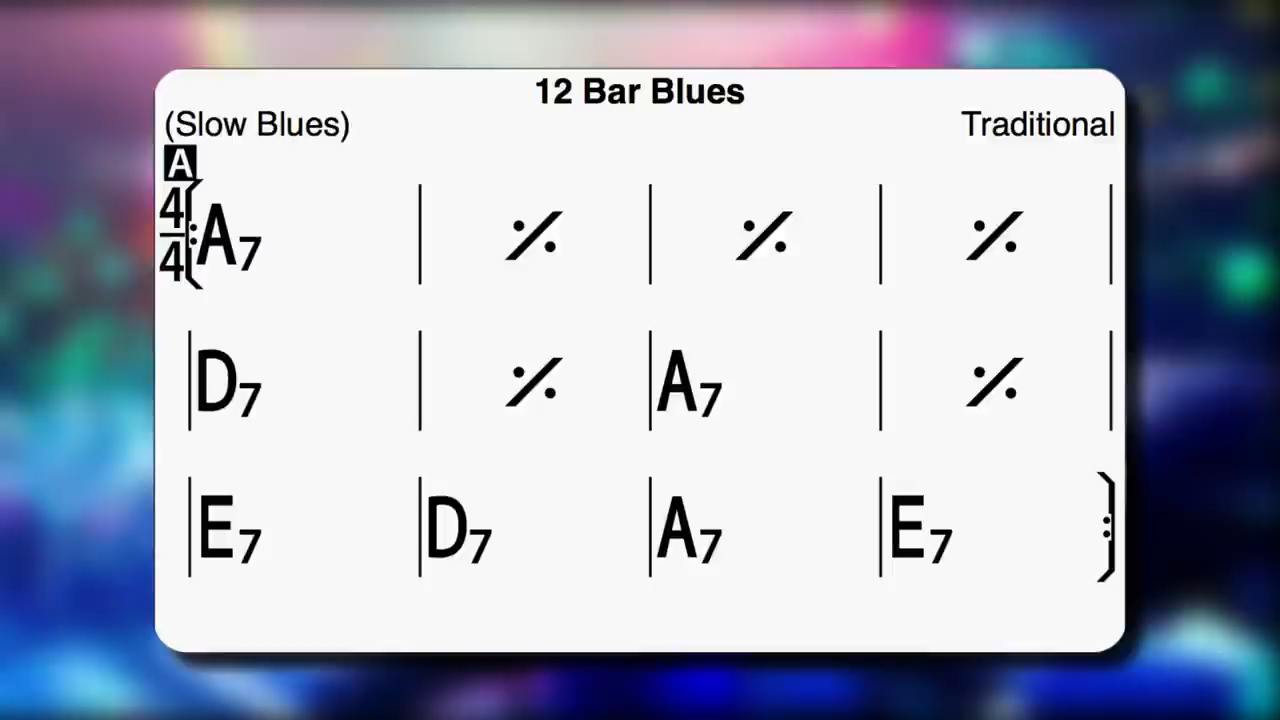 12 Bar Blues
(Slow Blues) Traditional
A
4/4 A7 | 𝄎 | 𝄎 | 𝄎
D7 | 𝄎 | A7 | 𝄎
E7 | D7 | A7 | E7